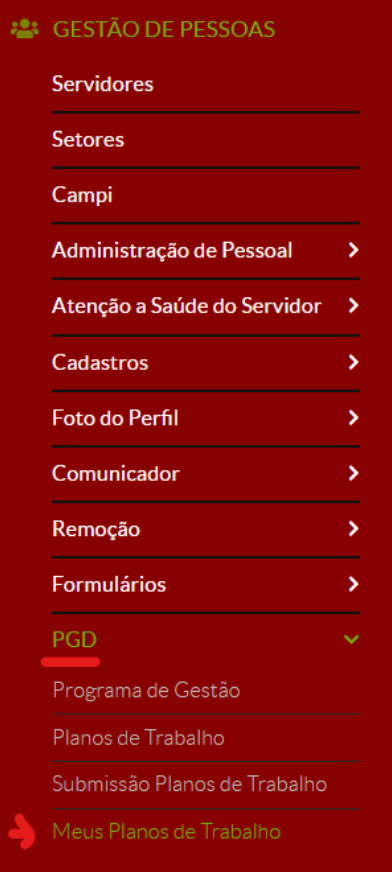 GESTÃO DE PESSOAS
Servidores
Setores
Campi
Administração de Pessoal
Atenção a Saúde do Servidor
Cadastros
Foto do Perfil
Comunicador
Remoção
Formulários
PGD
Programa de Gestão
Planos de Trabalho
Submissão Planos de Trabalho
Meus Planos de Trabalho